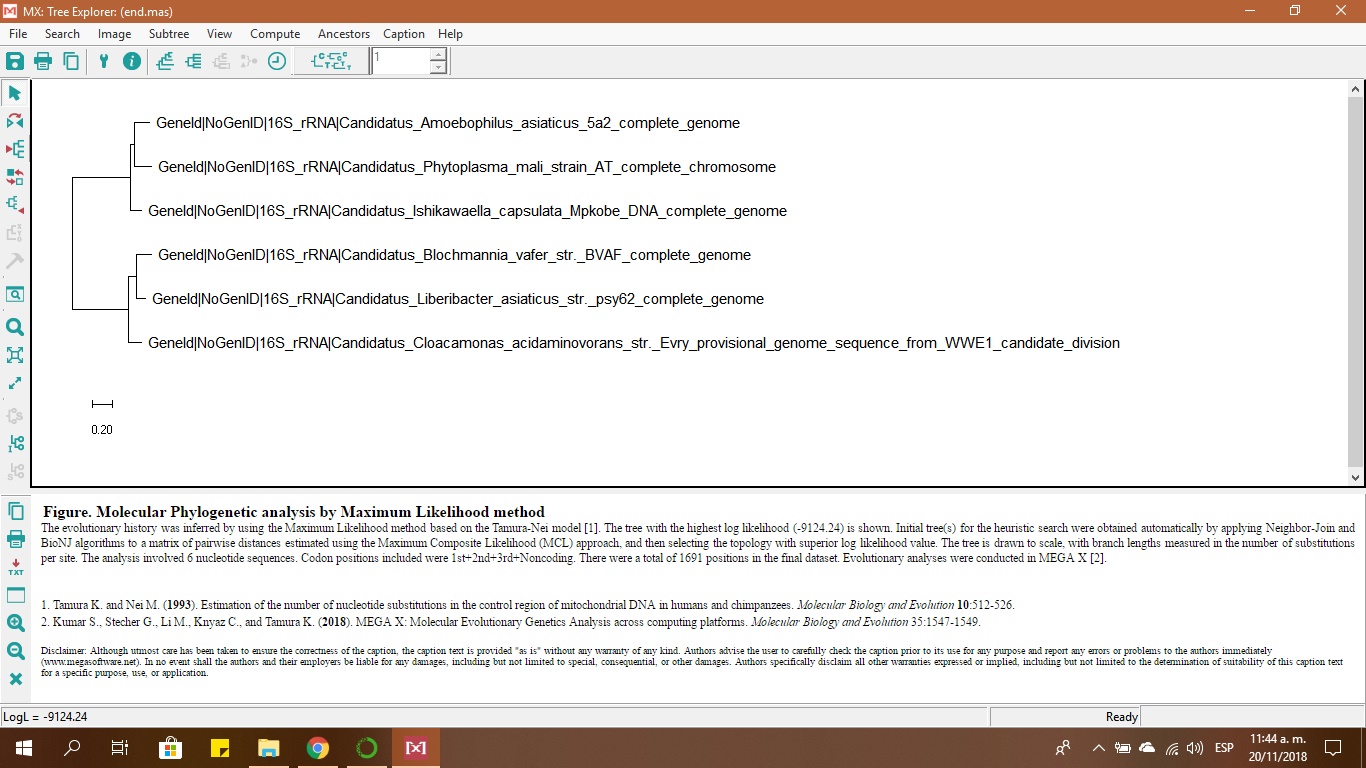 MX: Tree Explorer: (end.mas)
File Search Image Subtree View Compute Ancestors Caption Help
1
GeneId|NoGenID|16S_rRNA|Candidatus_Amoebophilus_asiaticus_5a2_complete_genome
GeneId|NoGenID|16S_rRNA|Candidatus_Phytoplasma_mali_strain_AT_complete_chromosome
GeneId|NoGenID|16S_rRNA|Candidatus_Ishikawaella_capsulata_Mpkobe_DNA_complete_genome
GeneId|NoGenID|16S_rRNA|Candidatus_Blochmannia_vafer_str._BVAF_complete_genome
GeneId|NoGenID|16S_rRNA|Candidatus_Liberibacter_asiaticus_str._psy62_complete_genome
GeneId|NoGenID|16S_rRNA|Candidatus_Cloacamonas_acidaminovorans_str._Evry_provisional_genome_sequence_from_WWE1_candidate_division
0.20
Figure. Molecular Phylogenetic analysis by Maximum Likelihood method
The evolutionary history was inferred by using the Maximum Likelihood method based on the Tamura-Nei model [1]. The tree with the highest log likelihood (-9124.24) is shown. Initial tree(s) for the heuristic search were obtained automatically by applying Neighbor-Join and
BioNJ algorithms to a matrix of pairwise distances estimated using the Maximum Composite Likelihood (MCL) approach, and then selecting the topology with superior log likelihood value. The tree is drawn to scale, with branch lengths measured in the number of substitutions
per site. The analysis involved 6 nucleotide sequences. Codon positions included were 1st+2nd+3rd+Noncoding. There were a total of 1691 positions in the final dataset. Evolutionary analyses were conducted in MEGA X [2].
TXT
1. Tamura K. and Nei M. (1993). Estimation of the number of nucleotide substitutions in the control region of mitochondrial DNA in humans and chimpanzees. Molecular Biology and Evolution 10:512-526.
2. Kumar S., Stecher G., Li M., Knyaz C., and Tamura K. (2018). MEGA X: Molecular Evolutionary Genetics Analysis across computing platforms. Molecular Biology and Evolution 35:1547-1549.
Disclaimer: Although utmost care has been taken to ensure the correctness of the caption, the caption text is provided "as is" without any warranty of any kind. Authors advise the user to carefully check the caption prior to its use for any purpose and report any errors or problems to the authors immediately
(www.megasoftware.net). In no event shall the authors and their employers be liable for any damages, including but not limited to special, consequential, or other damages. Authors specifically disclaim all other warranties expressed or implied, including but not limited to the determination of suitability of this caption text
for a specific purpose, use, or application.
LogL = -9124.24 Ready
ESP 11:44 a. m.
20/11/2018